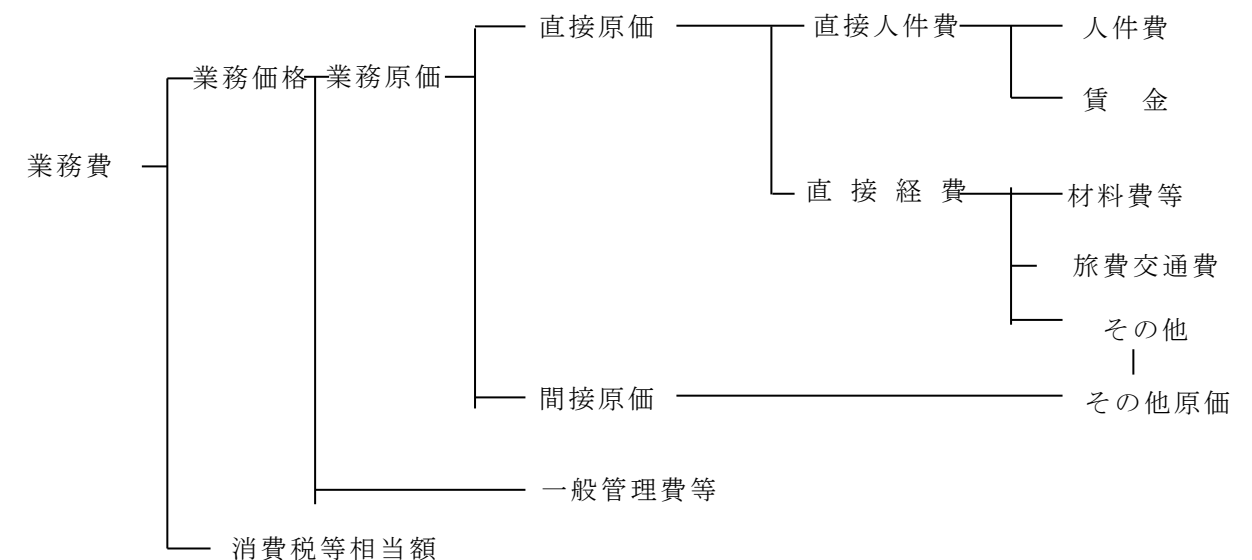 直接原価
直接人件費
人件費
業務価格
業務原価
賃　金
業務費
直 接 経 費
材料費等
旅費交通費
その他
間接原価
その他原価
一般管理費等
消費税等相当額